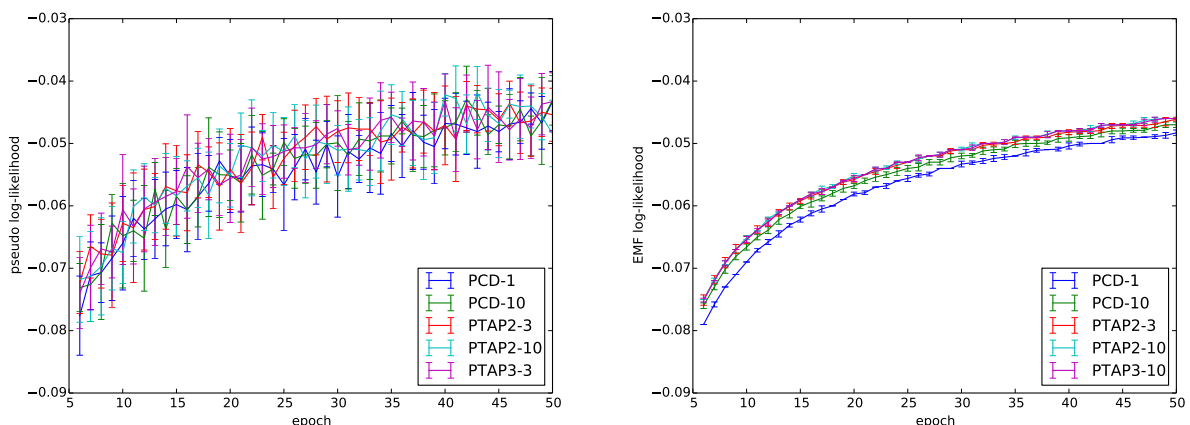 −0.03
−0.04
−0.05
−0.06
−0.07
−0.08
−0.09
pseudo log-likelihood
5 10 15 20 25 30 35 40 45 50
epoch
PCD-1
PCD-10
PTAP2-3
PTAP2-10
PTAP3-3
−0.03
−0.04
−0.05
−0.06
−0.07
−0.08
−0.09
EMF log-likelihood
5 10 15 20 25 30 35 40 45 50
epoch
PCD-1
PCD-10
PTAP2-3
PTAP2-10
PTAP3-10